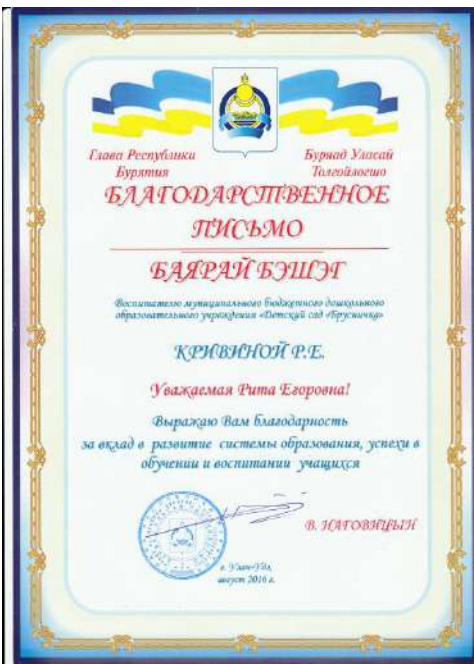 Глава Республики Бурятия
Буряад Уласай Толгойлогшо
БЛАГОДАРСТВЕННОЕ
ПИСЬМО
БАЯРАЙ БЭШЭГ
Воспитателю муниципального бюджетного дошкольного
образовательного учреждения «Детский сад «Брусничка»
КРИВИНОЙ Р.Е.
Уважаемая Рита Егоровна!
Выражаю Вам благодарность
за вклад в развитие системы образования, успехи в
обучении и воспитании учащихся
В. НАГОВИЦЫН
г. Улан-Удэ,
август 2016 г.